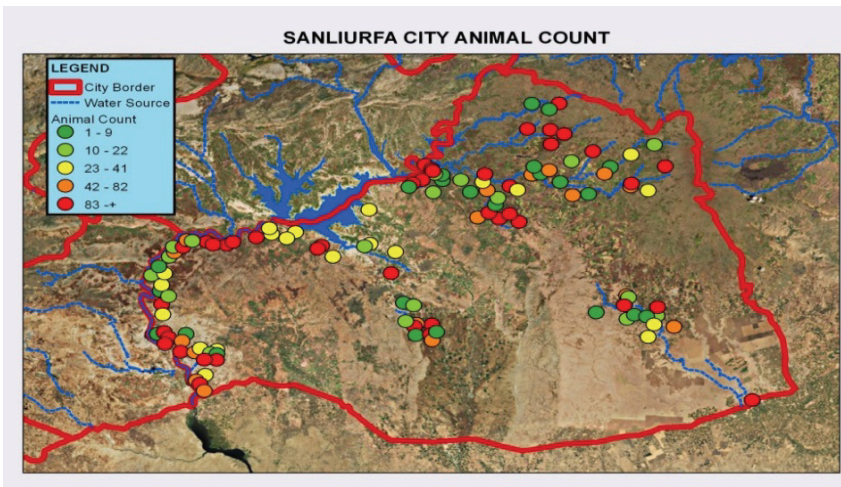 SANLIURFA CITY ANIMAL COUNT
LEGEND
City Border
Water Source
Animal Count
1 - 9
10 - 22
23 - 41
42 - 82
83 -+